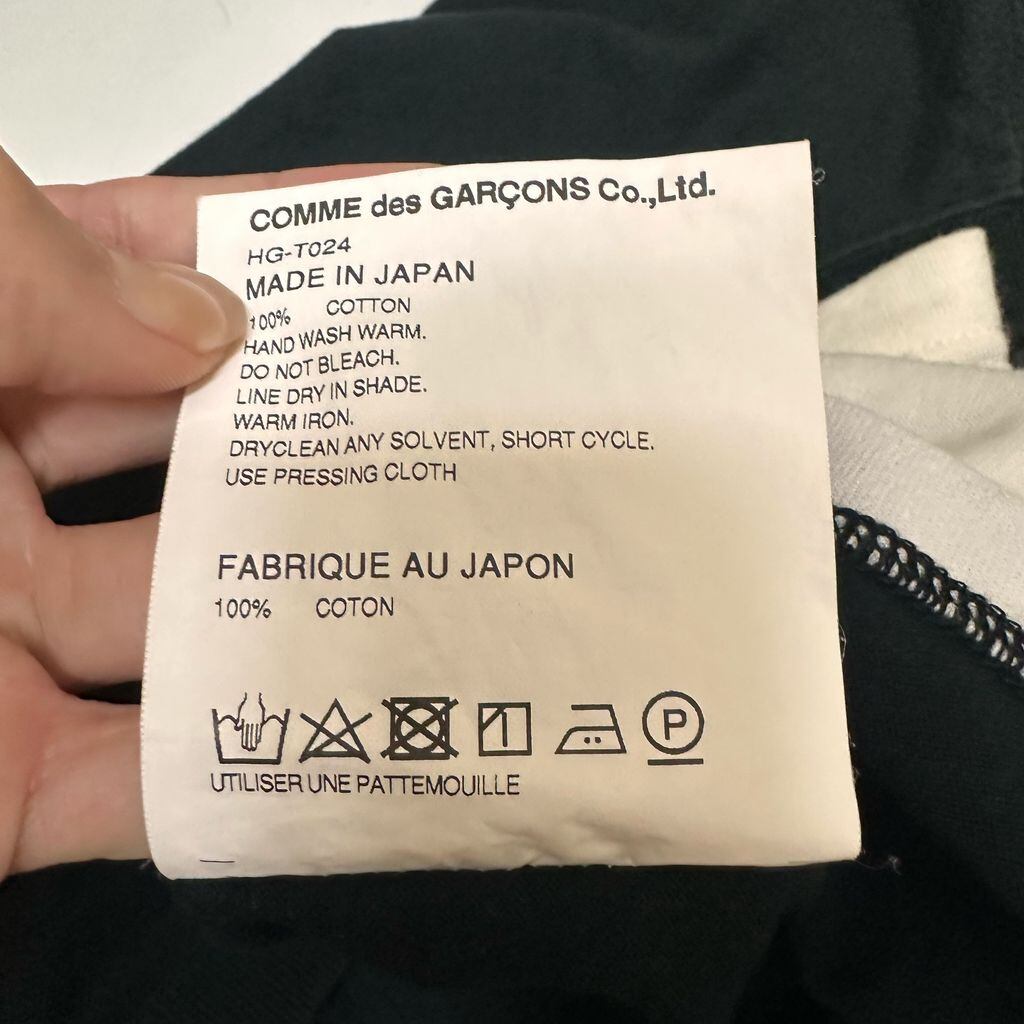 COMME des GARÇONS Co.,Ltd.
HG-T024
MADE IN JAPAN
100% COTTON
HAND WASH WARM.
DO NOT BLEACH.
LINE DRY IN SHADE.
WARM IRON.
DRYCLEAN ANY SOLVENT, SHORT CYCLE.
USE PRESSING CLOTH
FABRIQUE AU JAPON
100% COTON
P
UTILISER UNE PATTEMOUILLE